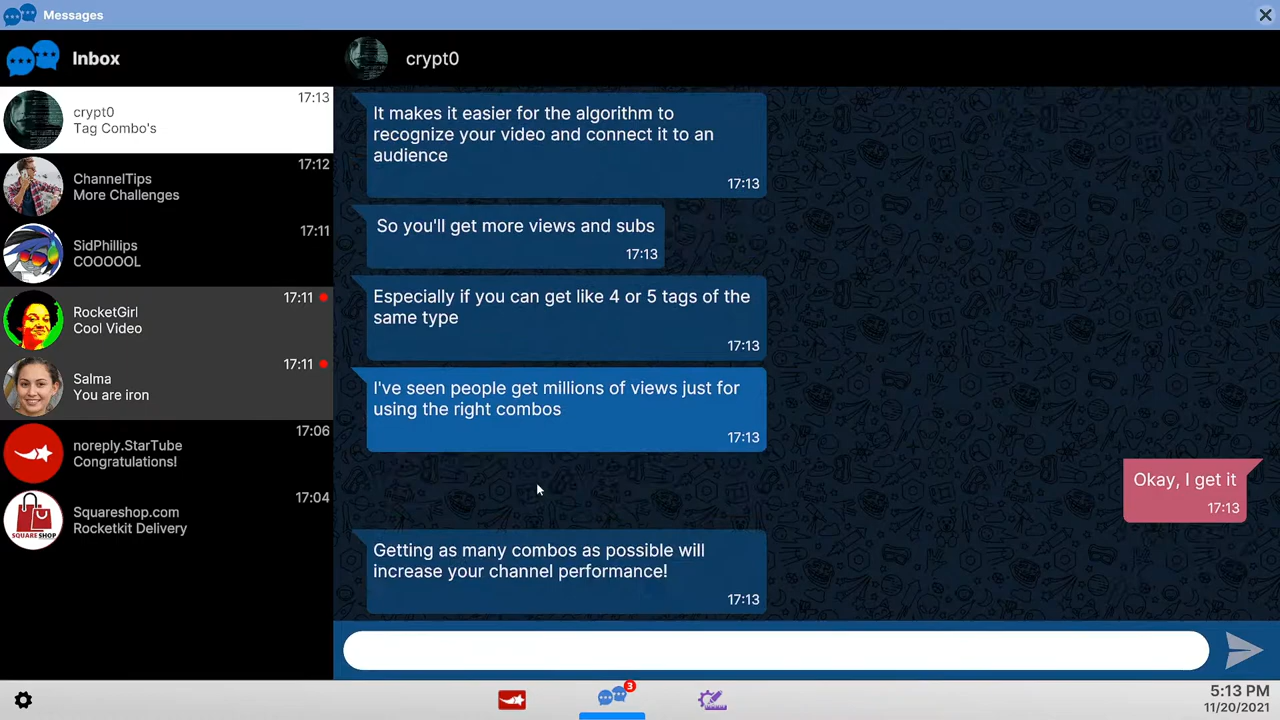 Messages
Inbox
crypt0
17:13
crypt0
Tag Combo's
17:12
ChannelTips
More Challenges
17:11
SidPhillips
COOOOOL
17:11
RocketGirl
Cool Video
17:11
Salma
You are iron
17:06
noreply.StarTube
Congratulations!
17:04
Squareshop.com
Rocketkit Delivery
SQUARE SHOP
It makes it easier for the algorithm to
recognize your video and connect it to an
audience
17:13
So you'll get more views and subs
17:13
Especially if you can get like 4 or 5 tags of the
same type
17:13
I've seen people get millions of views just for
using the right combos
17:13
Okay, I get it
17:13
Getting as many combos as possible will
increase your channel performance!
17:13
3
5:13 PM
11/20/2021